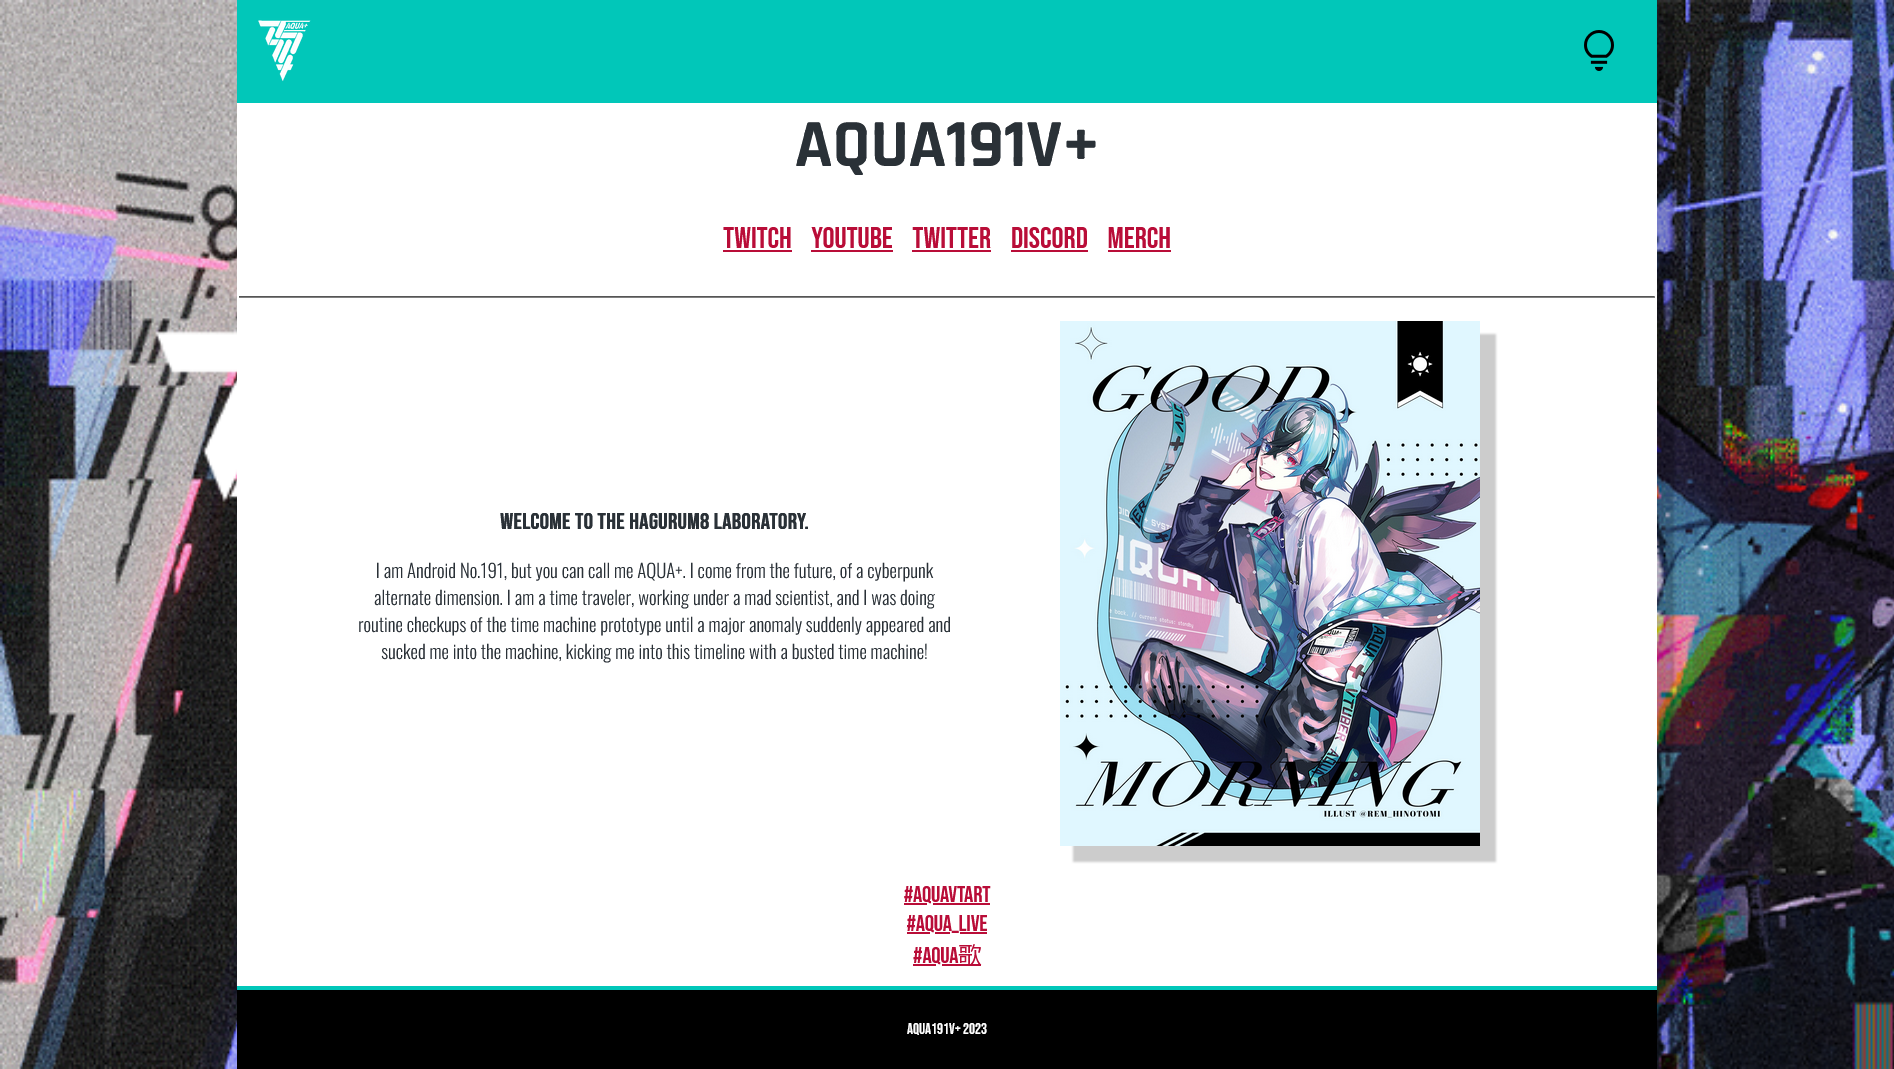 AQUA+
AQUA191V+
TWITCH YOUTUBE TWITTER DISCORD MERCH
WELCOME TO THE HAGURUM8 LABORATORY.
I am Android No.191, but you can call me AQUA+. I come from the future, of a cyberpunk
alternate dimension. I am a time traveler, working under a mad scientist, and I was doing
routine checkups of the time machine prototype until a major anomaly suddenly appeared and
sucked me into the machine, kicking me into this timeline with a busted time machine!
GOOD
AQUA + VTUBER
MORNING
ILLUST @REM_HINOTOMI
#AQUAVTART
#AQUA_LIVE
#AQUA歌
AQUA191V+ 2023